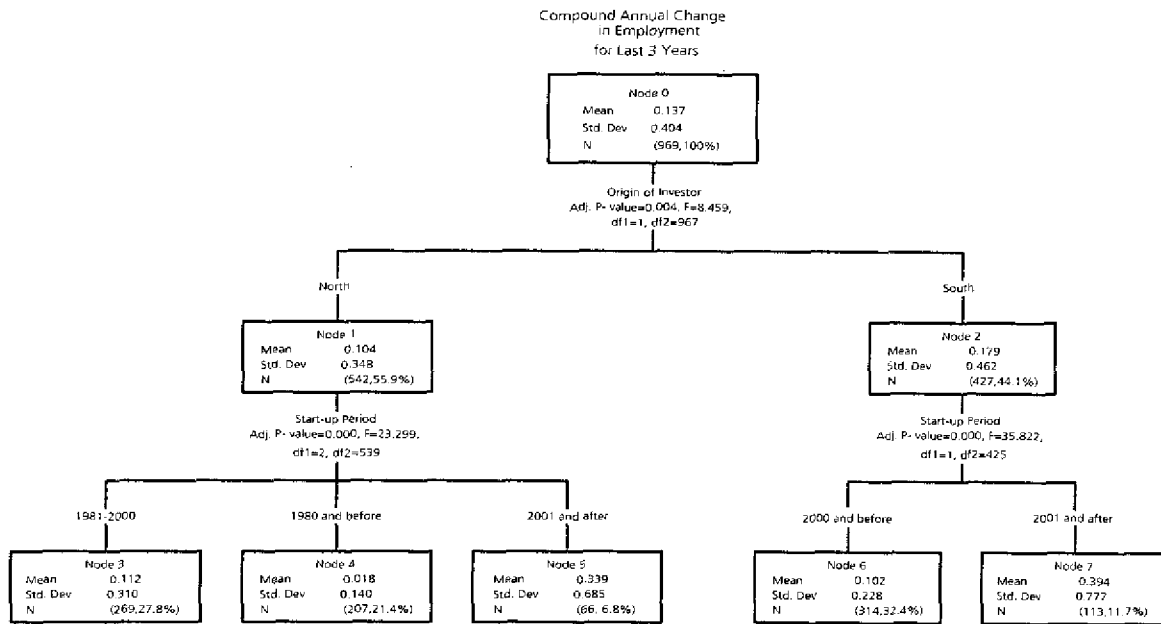 Compound Annual Change
in Employment
for Last 3 Years
Node 0
Mean 0.137
Std. Dev 0.404
N (969,100%)
Origin of Investor
Adj. P- value=0.004, F=8.459,
df1=1, df2=967
North
South
Node 1
Mean 0.104
Std. Dev 0.348
N (542,55.9%)
Node 2
Mean 0.179
Std. Dev 0.462
N (427,44.1%)
Start-up Period
Adj. P- value=0.000, F=23.299,
df1=2, df2=539
Start-up Period
Adj. P- value=0.000, F=35.822,
df1=1, df2=425
1981-2000
1980 and before
2001 and after
2000 and before
2001 and after
Node 3
Mean 0.112
Std. Dev 0.310
N (269,27.8%)
Node 4
Mean 0.018
Std. Dev 0.140
N (207,21.4%)
Node 5
Mean 0.339
Std. Dev 0.685
N (66, 6.8%)
Node 6
Mean 0.102
Std. Dev 0.228
N (314,32.4%)
Node 7
Mean 0.394
Std. Dev 0.777
N (113,11.7%)